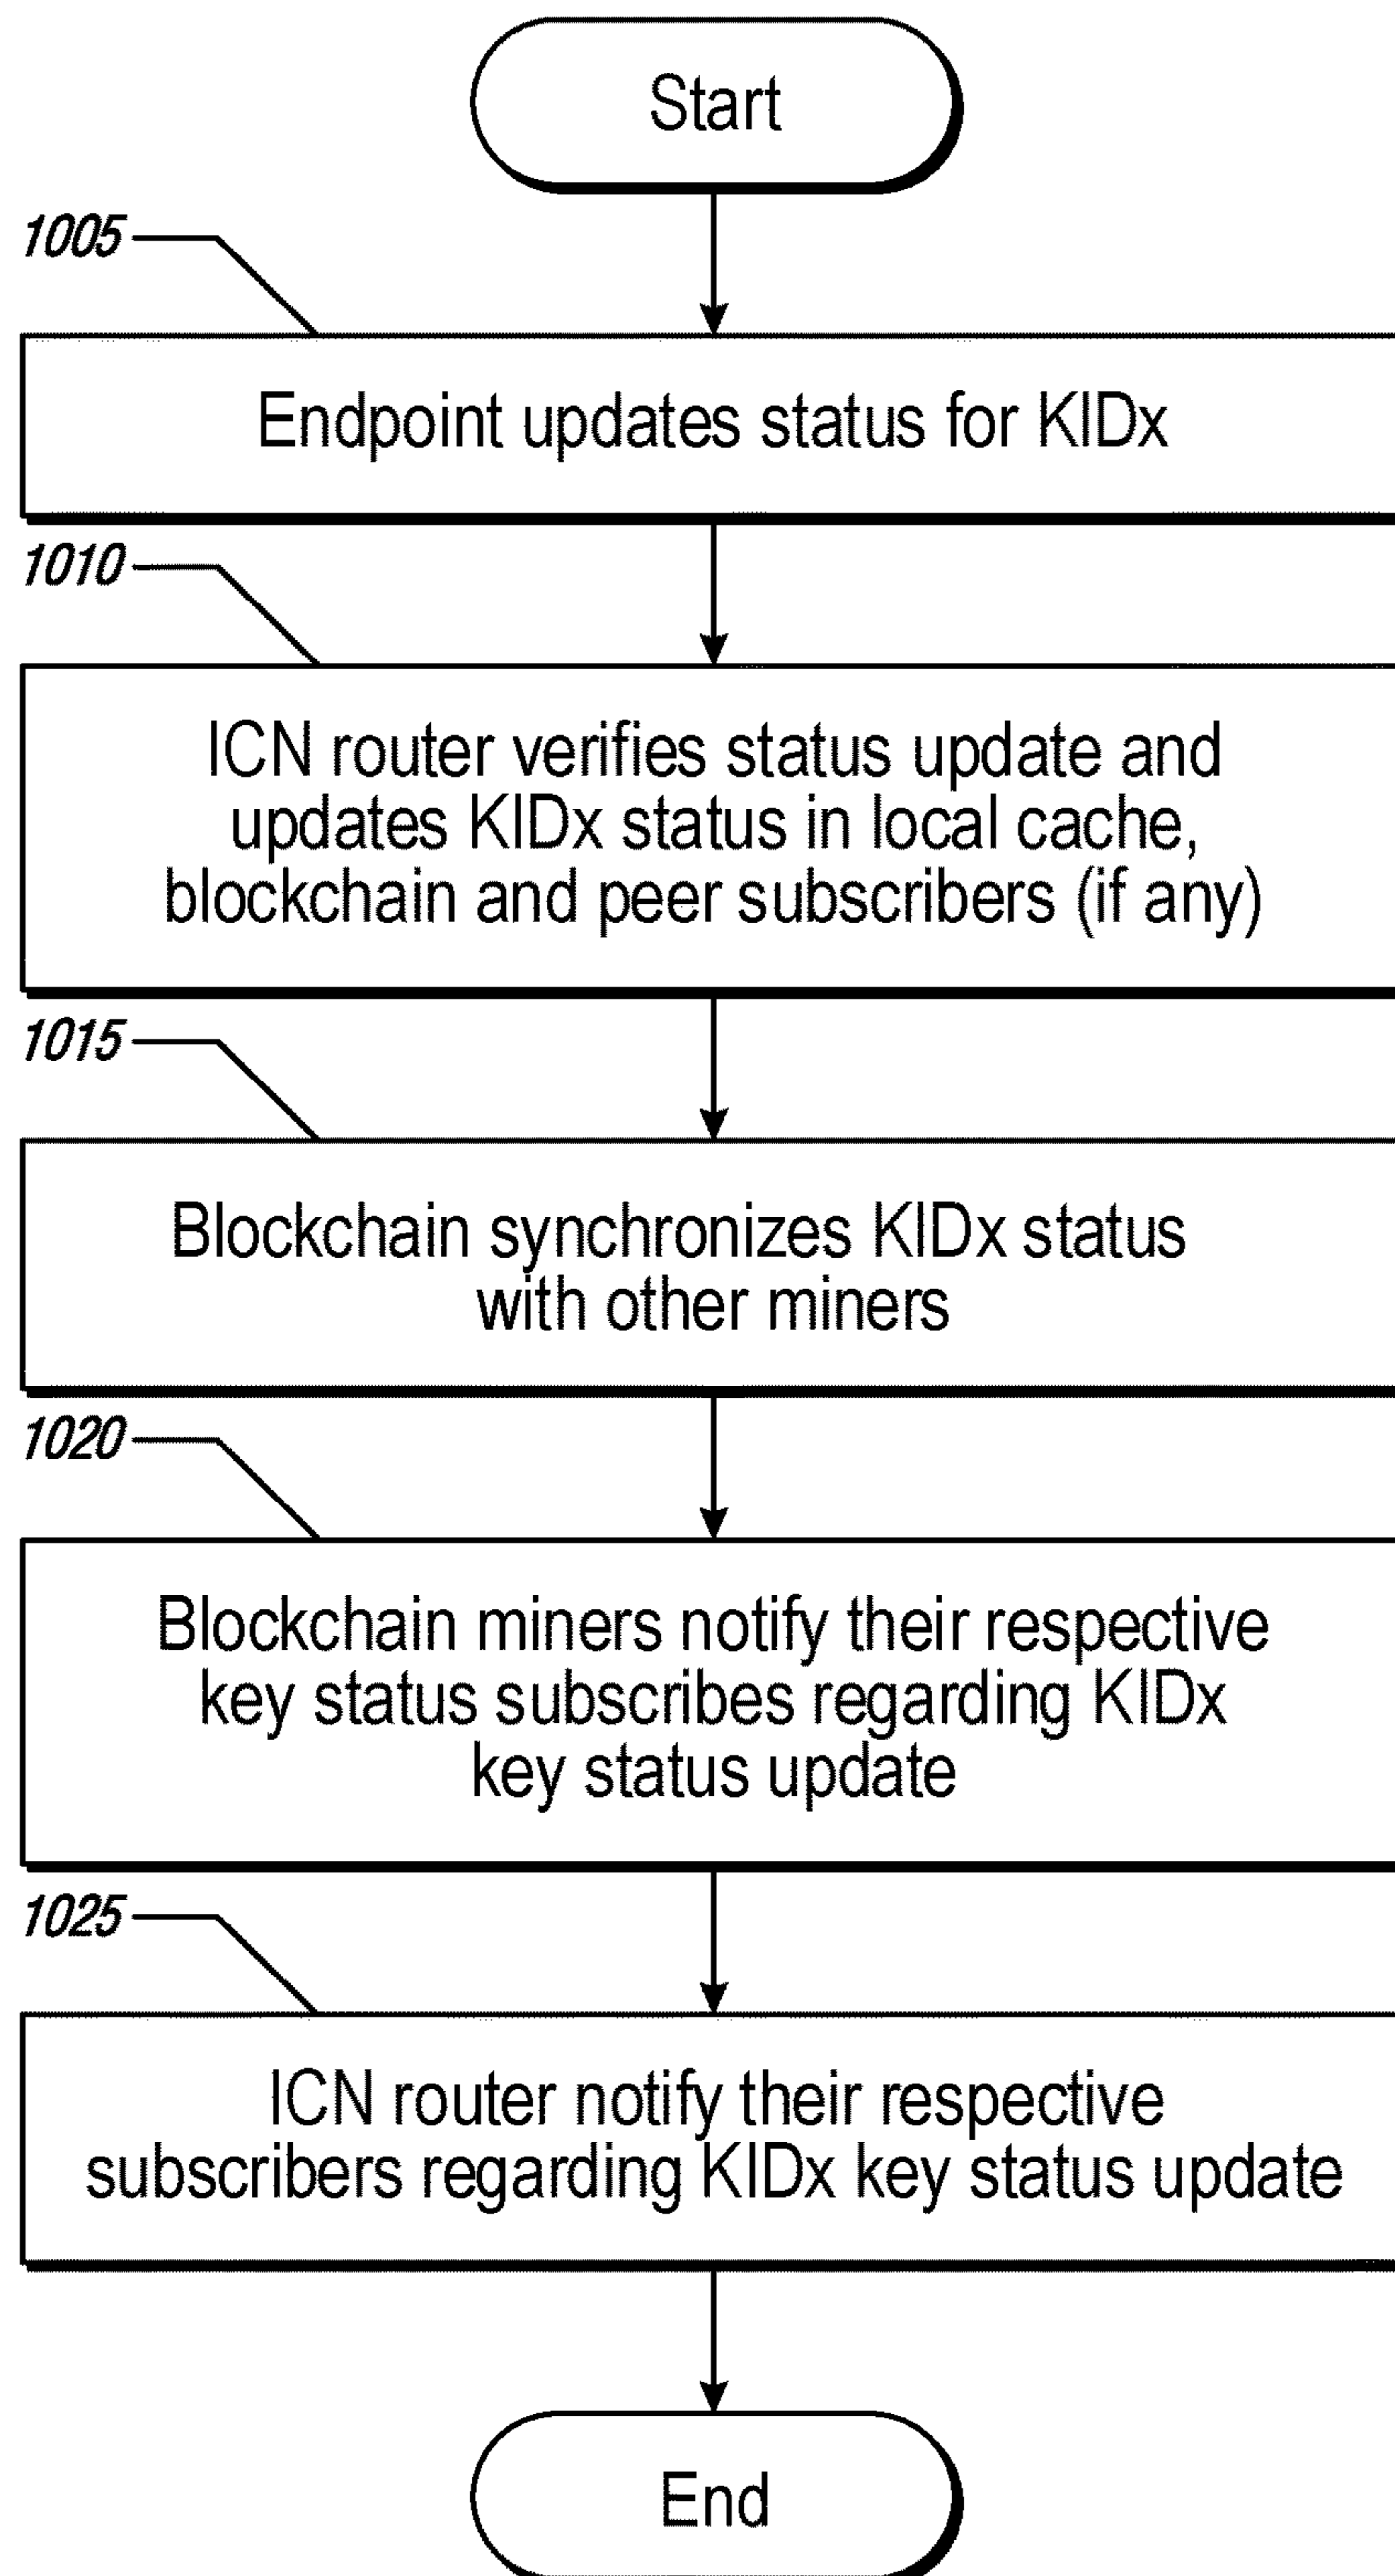 Start
1005
Endpoint updates status for KIDx
1010
ICN router verifies status update and
updates KIDx status in local cache,
blockchain and peer subscribers (if any)
1015
Blockchain synchronizes KIDx status
with other miners
1020
Blockchain miners notify their respective
key status subscribes regarding KIDx
key status update
1025
ICN router notify their respective
subscribers regarding KIDx key status update
End